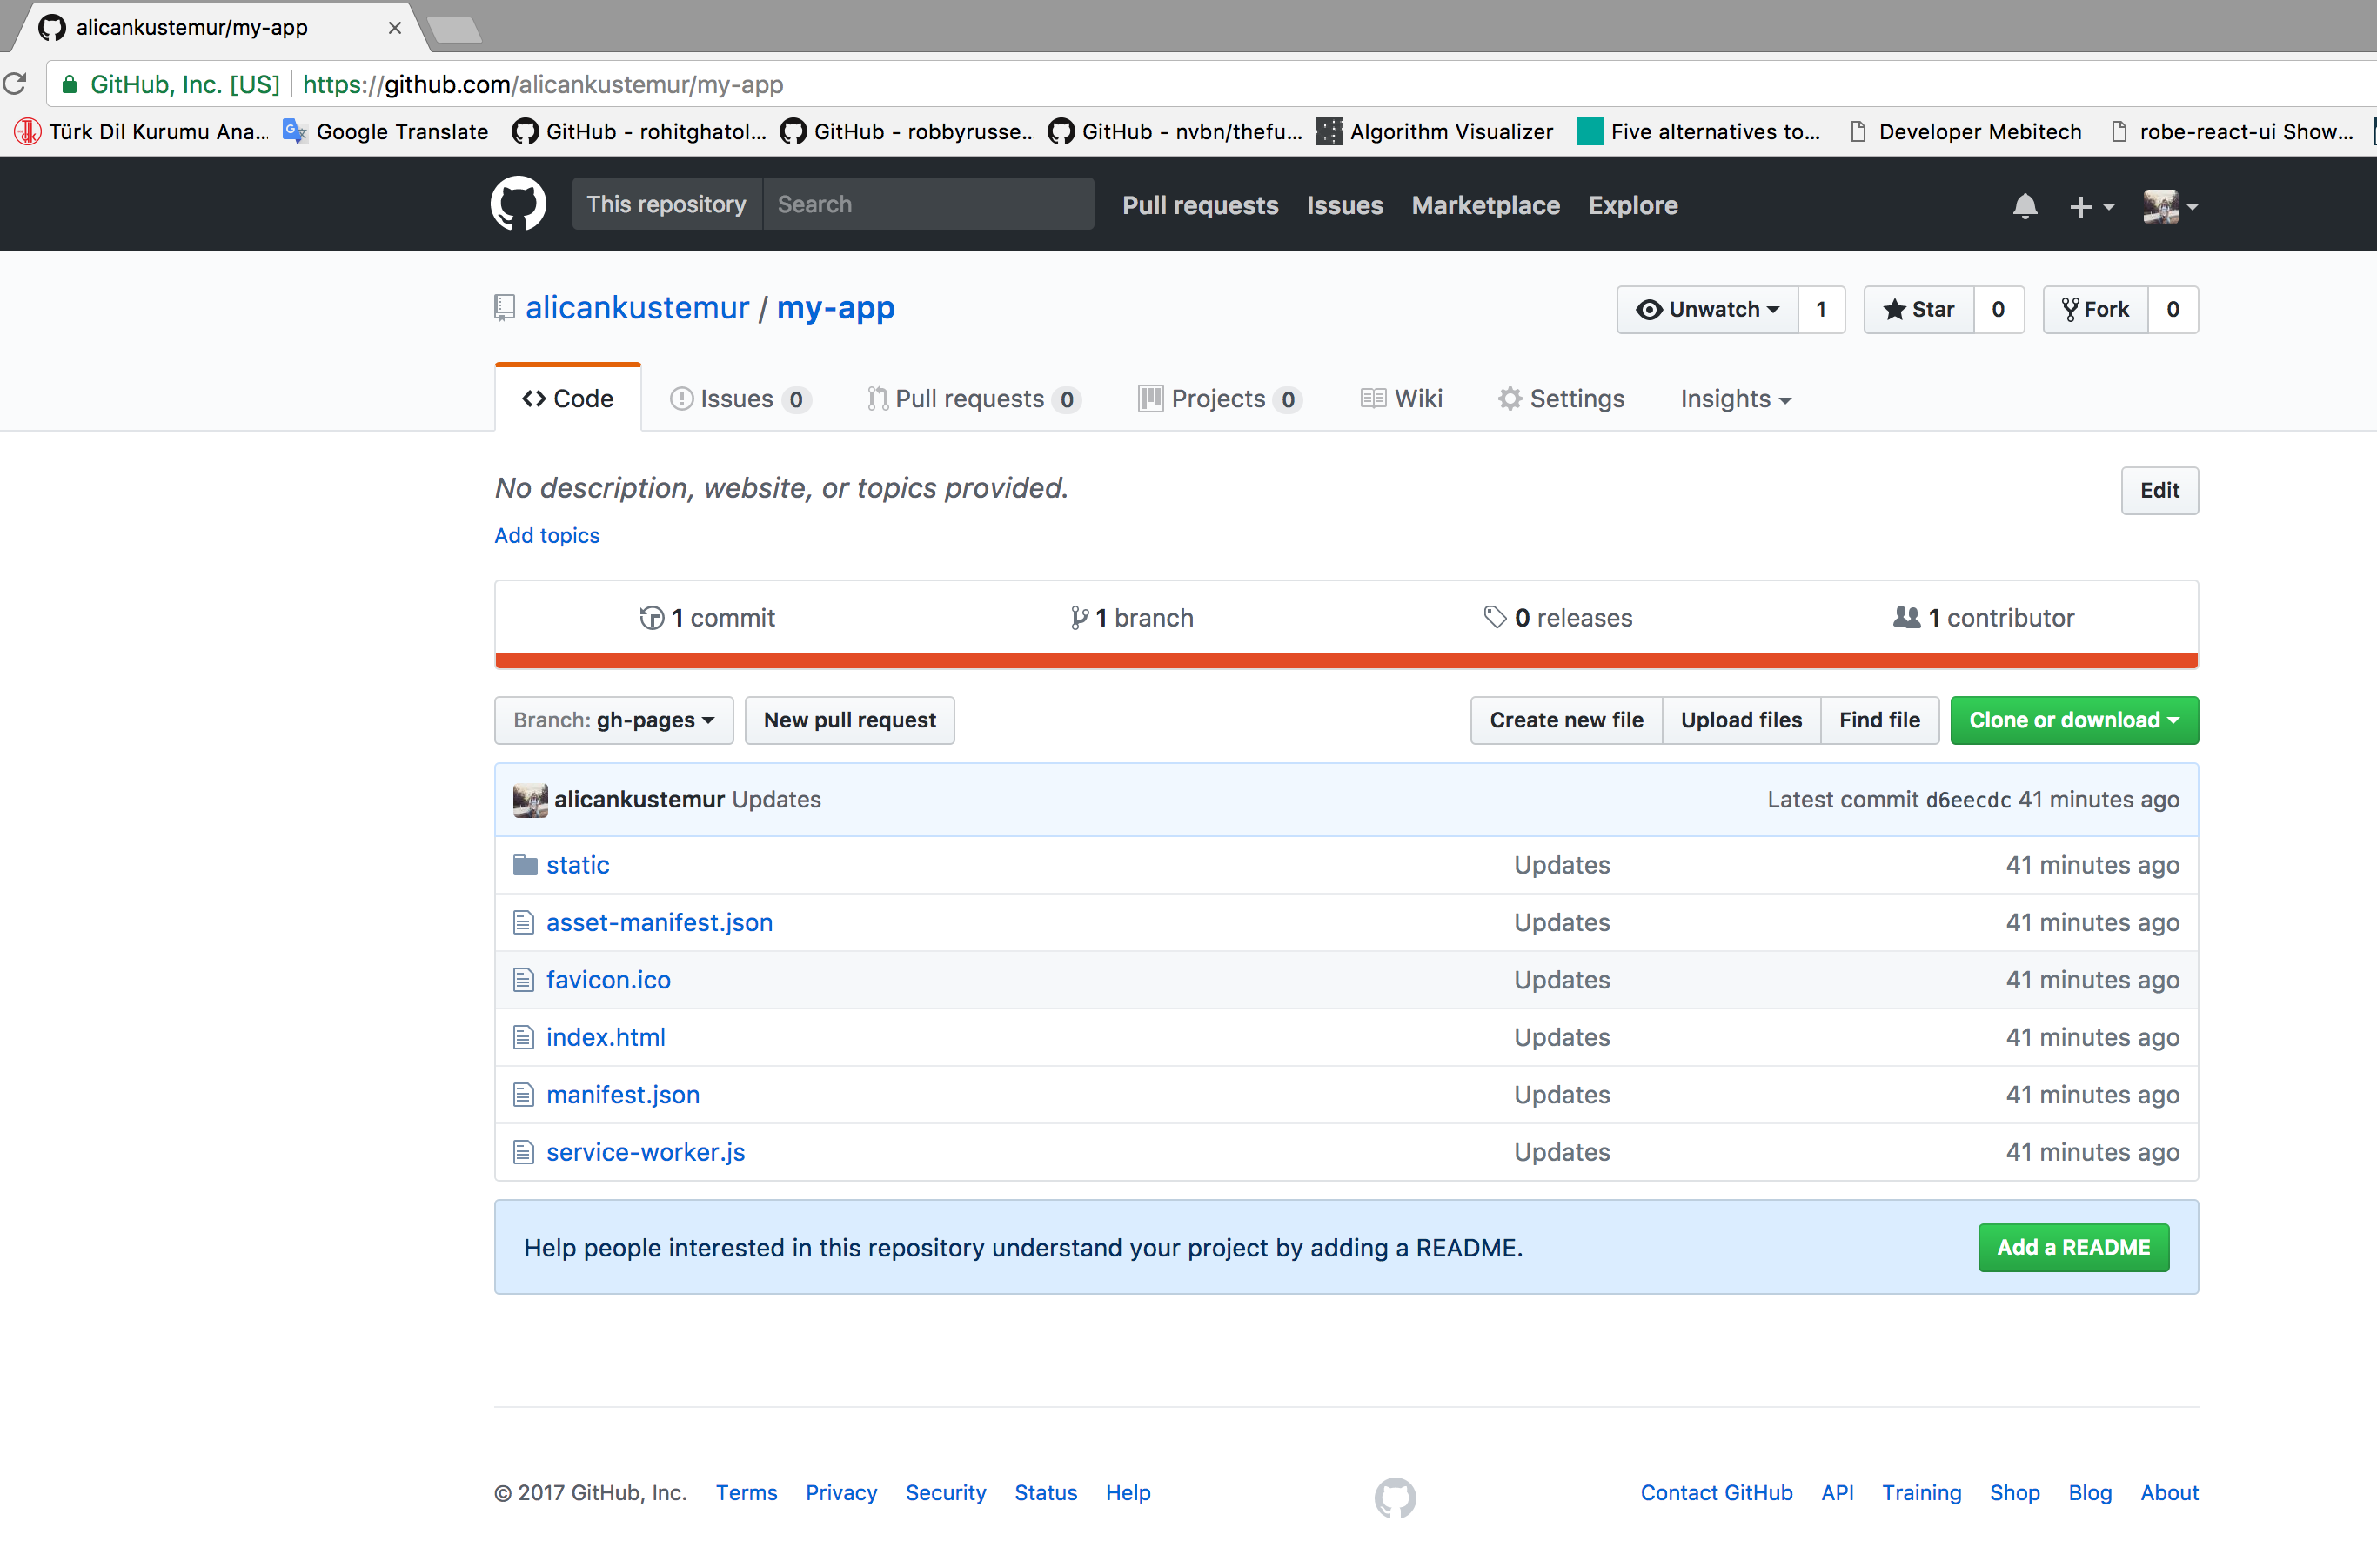 alicankustemur/my-app
GitHub, Inc. [US] https://github.com/alicankustemur/my-app
Türk Dil Kurumu Ana... Google Translate GitHub - rohitghatol... GitHub - robbyrusse... GitHub - nvbn/thefu... Algorithm Visualizer Five alternatives to... Developer Mebitech robe-react-ui Show...
This repository Search Pull requests Issues Marketplace Explore
alicankustemur / my-app Unwatch 1 Star 0 Fork 0
Code Issues 0 Pull requests 0 Projects 0 Wiki Settings Insights
No description, website, or topics provided. Edit
Add topics
1 commit 1 branch 0 releases 1 contributor
Branch: gh-pages New pull request Create new file Upload files Find file Clone or download
alicankustemur Updates Latest commit d6eecdc 41 minutes ago
static Updates 41 minutes ago
asset-manifest.json Updates 41 minutes ago
favicon.ico Updates 41 minutes ago
index.html Updates 41 minutes ago
manifest.json Updates 41 minutes ago
service-worker.js Updates 41 minutes ago
Help people interested in this repository understand your project by adding a README. Add a README
© 2017 GitHub, Inc. Terms Privacy Security Status Help Contact GitHub API Training Shop Blog About